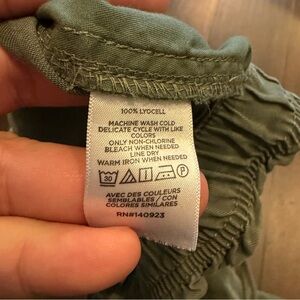 100% LYOCELL
MACHINE WASH COLD
DELICATE CYCLE WITH LIKE
COLORS
ONLY NON-CHLORINE
BLEACH WHEN NEEDED
LINE DRY
WARM IRON WHEN NEEDED
30 P
AVEC DES COULEURS
SEMBLABLES / CON
COLORES SIMILARES
RN#140923